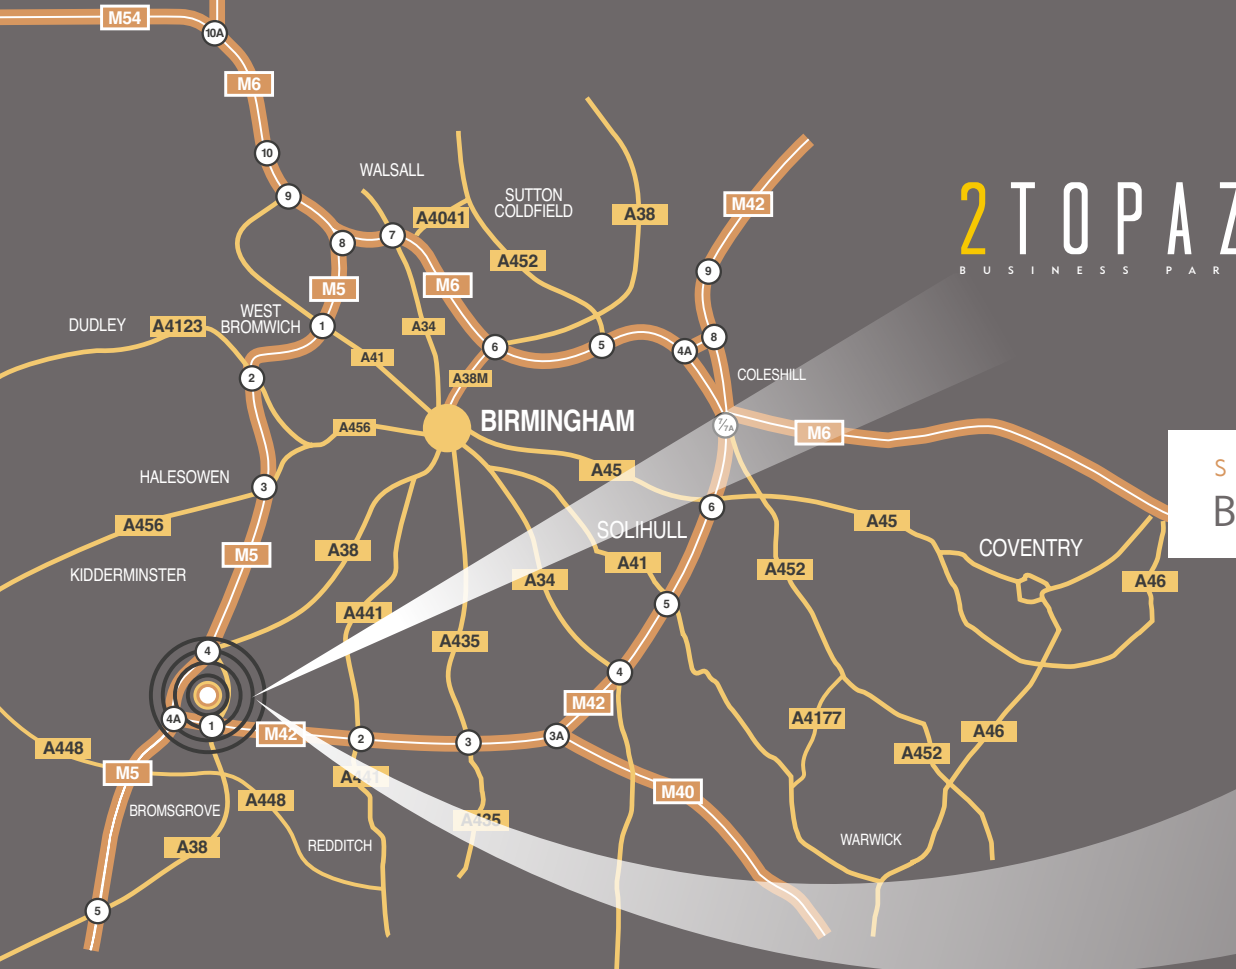 M54
10A
M6
10
WALSALL
9
SUTTON
COLDFIELD
M42
A4041
A38
2TOPAZ
BUSINESS PAR
8
7
A452
9
M5
M6
WEST
BROMWICH
DUDLEY
A4123
1
A34
8
6
5
4A
A41
COLESHILL
2
A38M
BIRMINGHAM
A456
7/7A
M6
S
A45
HALESOWEN
3
6
B
A456
A45
SOLIHULL
A38
M5
COVENTRY
A41
KIDDERMINSTER
A34
A452
A46
5
A441
A435
4
4
M42
4A
1
M42
2
3
3A
A4177
A46
A448
A452
M5
A441
M40
A448
BROMSGROVE
A435
A38
REDDITCH
WARWICK
5